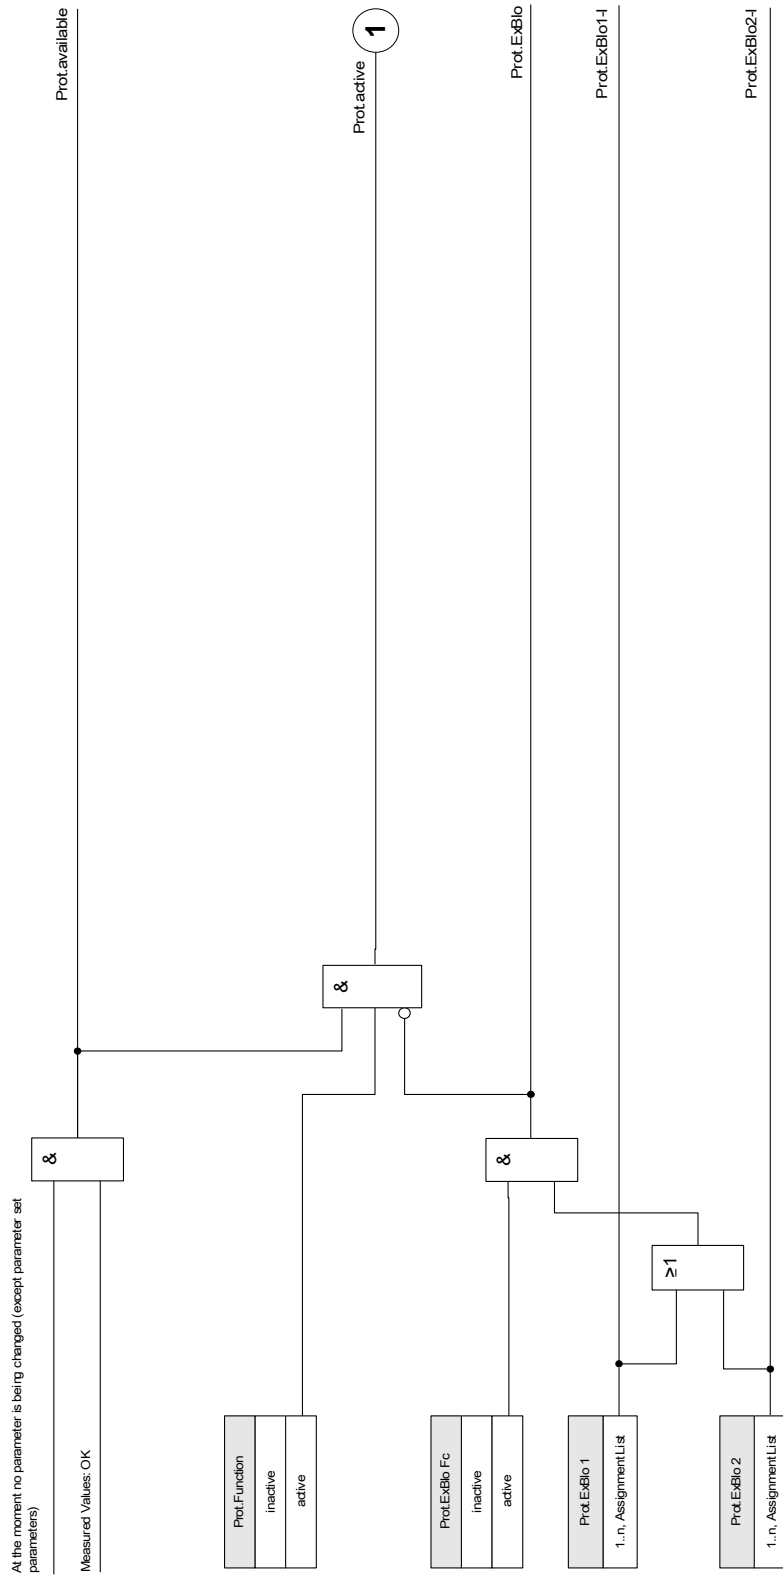 At the moment no parameter is being changed (except parameter set
parameters)
Measured Values: OK
&
Prot.available
Prot.Function
inactive
active
&
Prot.active
1
Prot.ExBlo Fc
inactive
active
&
Prot.ExBlo
Prot.ExBlo 1
1..n, Assignment List
≥1
Prot.ExBlo1-I
Prot.ExBlo 2
1..n, Assignment List
Prot.ExBlo2-I